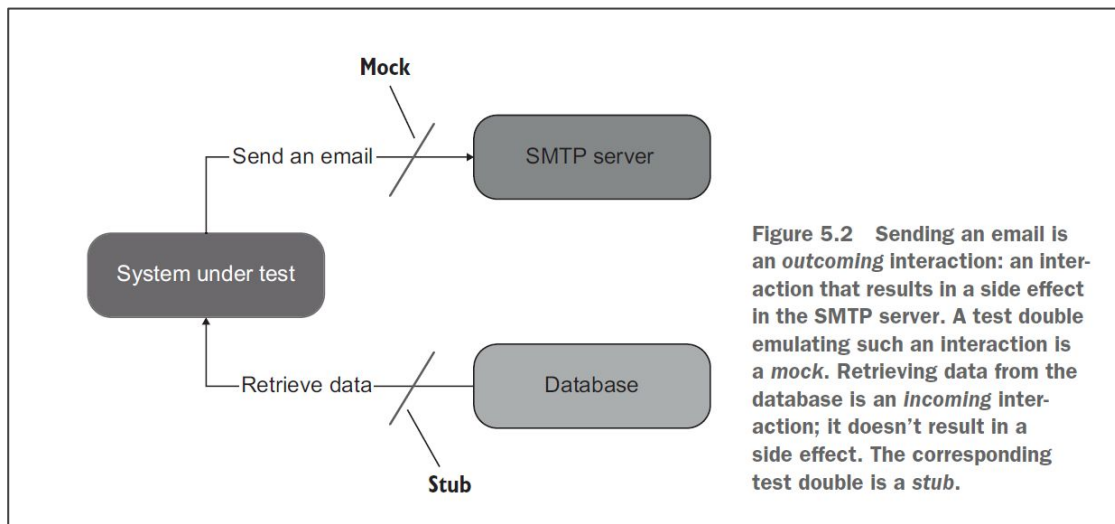 Mock
Send an email
SMTP server
System under test
Retrieve data
Database
Stub
Figure 5.2 Sending an email is
an outcoming interaction: an inter-
action that results in a side effect
in the SMTP server. A test double
emulating such an interaction is
a mock. Retrieving data from the
database is an incoming inter-
action; it doesn’t result in a
side effect. The corresponding
test double is a stub.